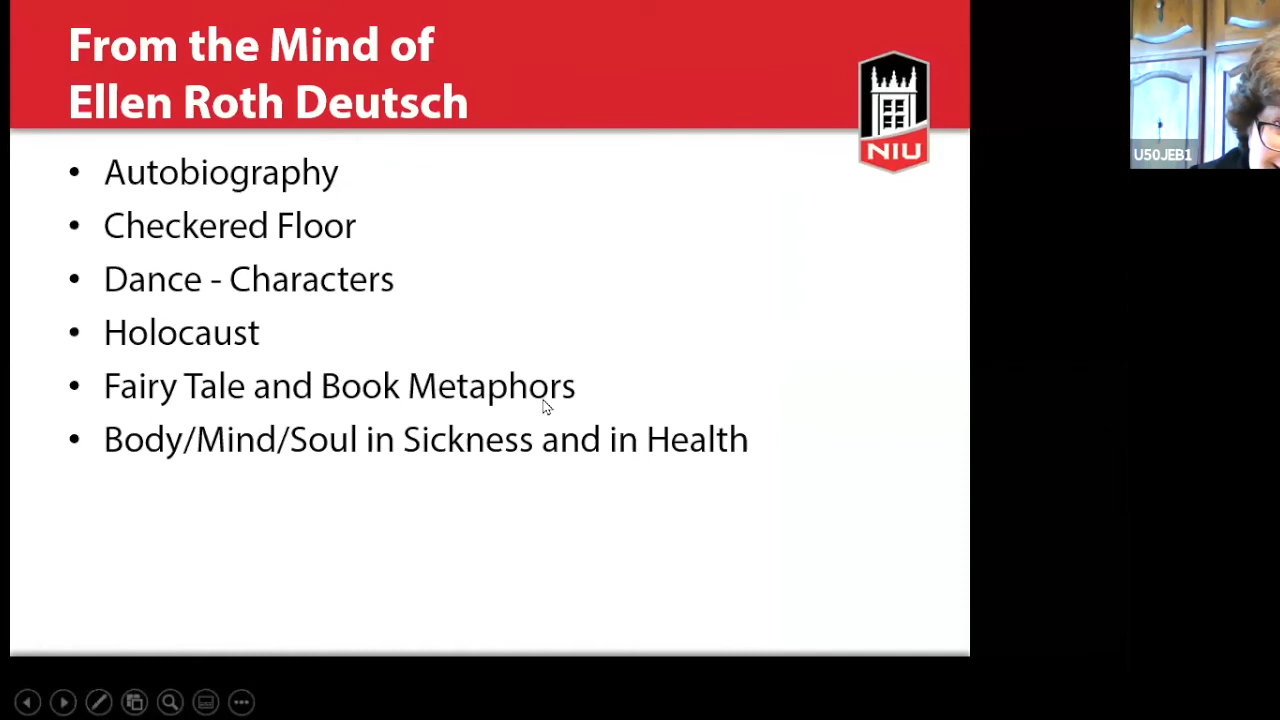 From the Mind of
Ellen Roth Deutsch
NIU
• Autobiography
• Checkered Floor
• Dance - Characters
• Holocaust
• Fairy Tale and Book Metaphors
• Body/Mind/Soul in Sickness and in Health
U50JEB1